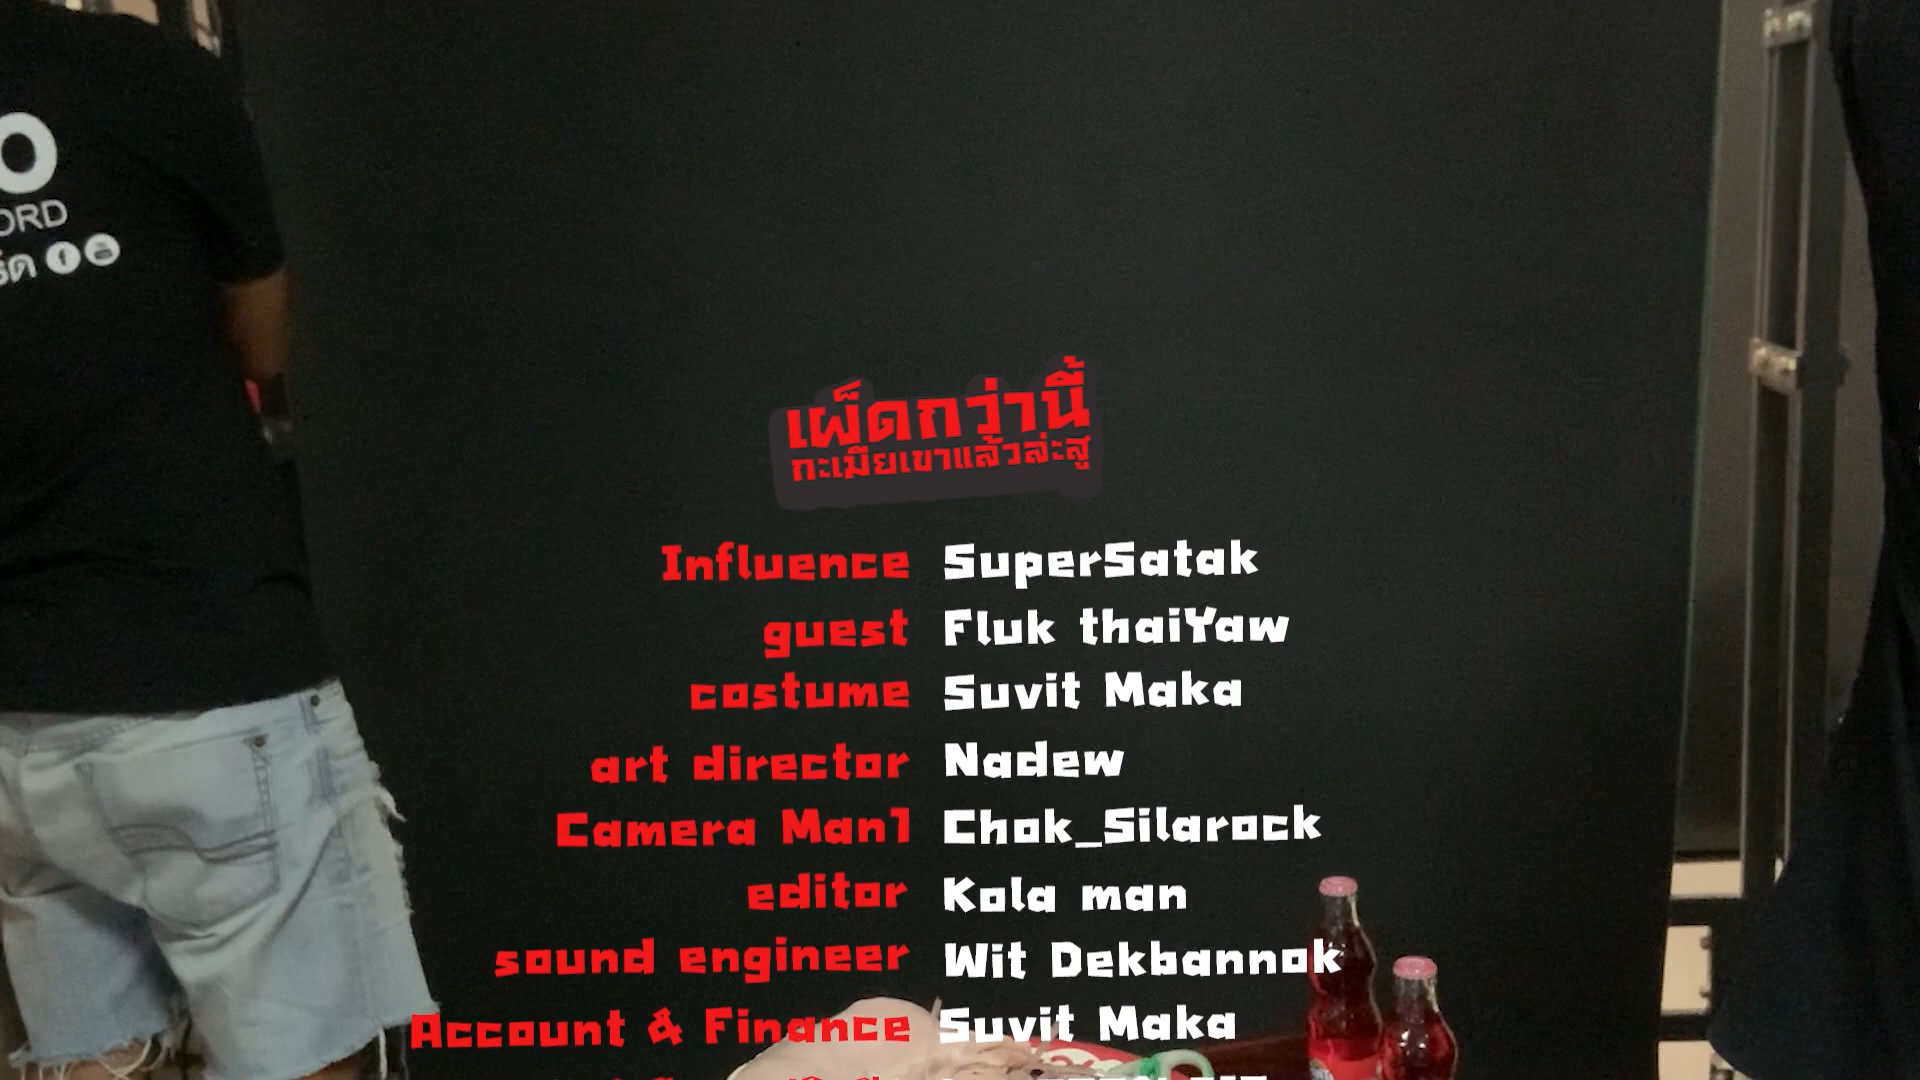 O
ORD
เผ็ดกว่านี้
กะเมียเขาแล้วล่ะสู
Influence SuperSatak
guest Fluk thaiYaw
costume Suvit Maka
art director Nadew
Camera Man1 Chok_Silarock
editor Kola man
sound engineer Wit Dekbannok
Account & Finance Suvit Maka